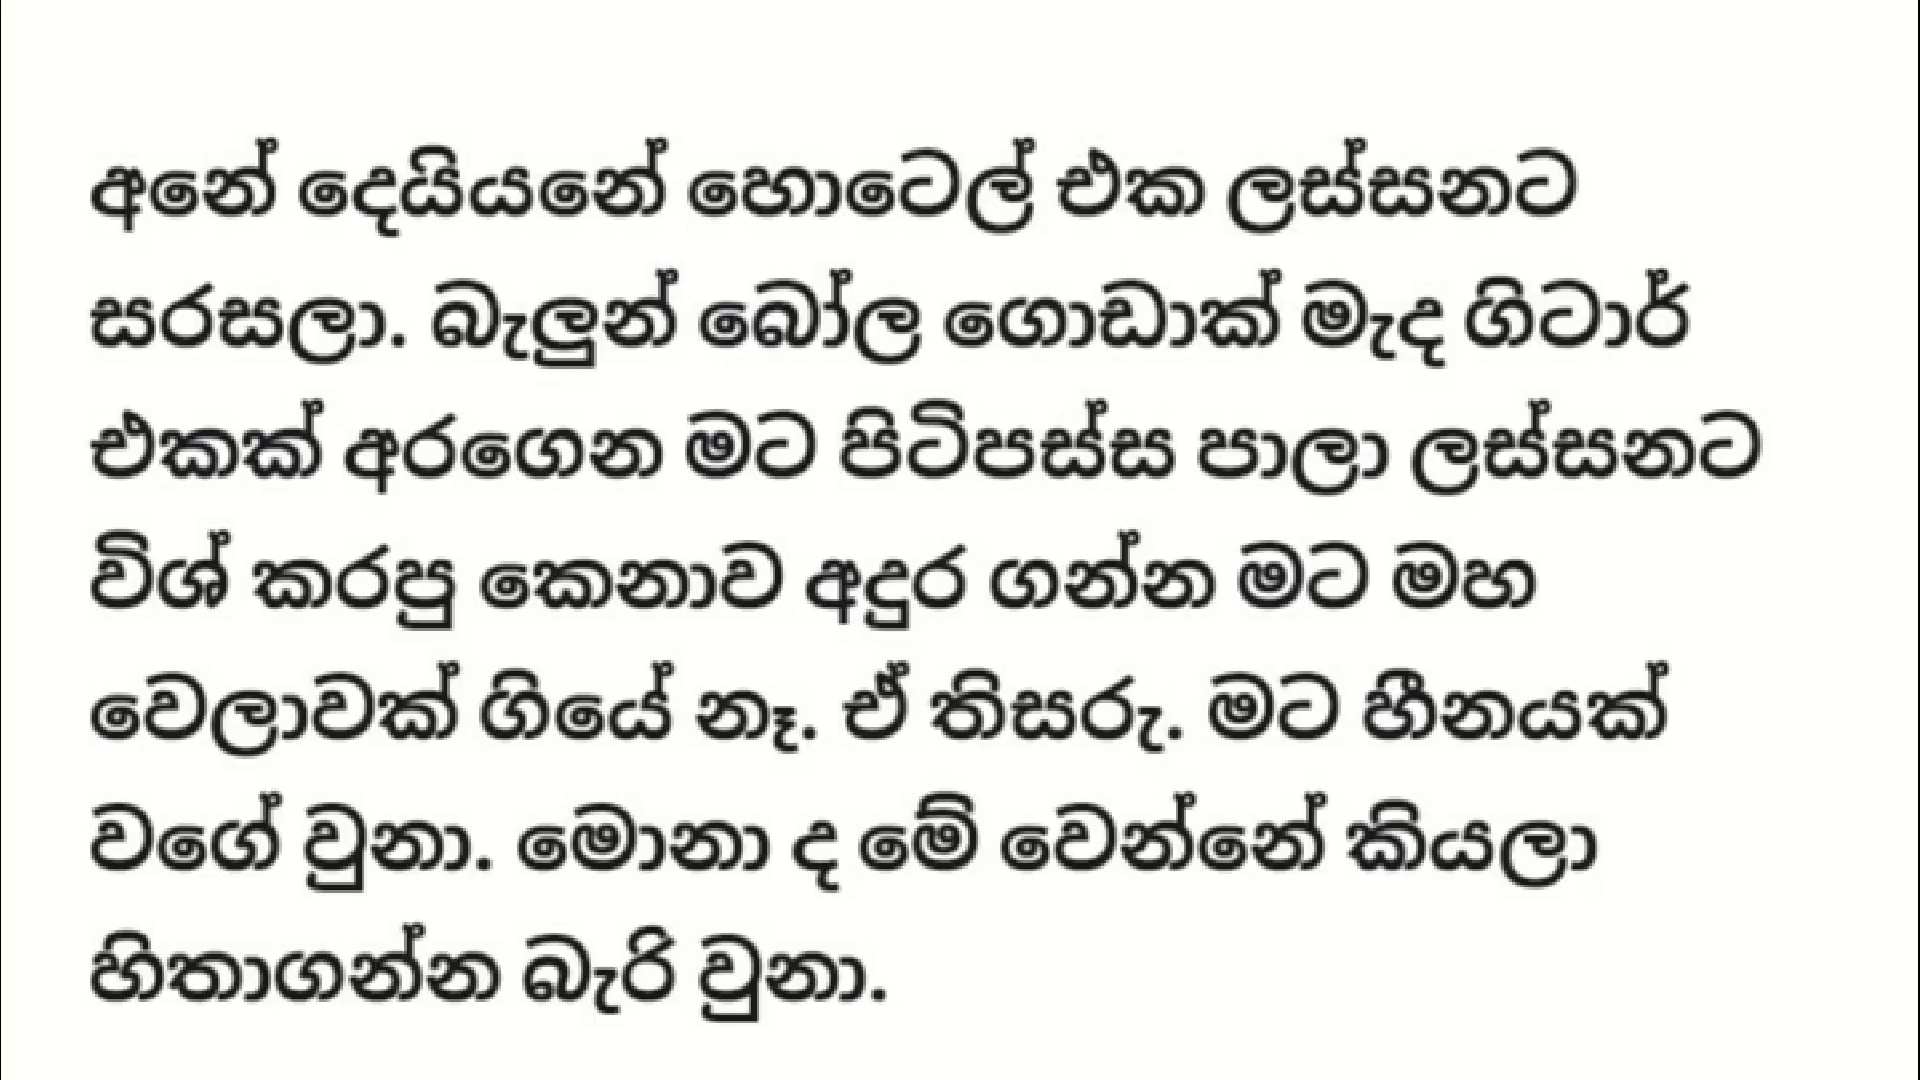 අනේ දෙයියනේ හොටෙල් එක ලස්සනට
සරසලා. බැලුන් බෝල ගොඩාක් මැද ගිටාර්
එකක් අරගෙන මට පිටිපස්ස පාලා ලස්සනට
විශ් කරපු කෙනාව අදුර ගන්න මට මහ
වෙලාවක් ගියේ නෑ. ඒ තිසරු. මට හීනයක්
වගේ වුනා. මොනා ද මේ වෙන්නේ කියලා
හිතාගන්න බැරි වුනා.